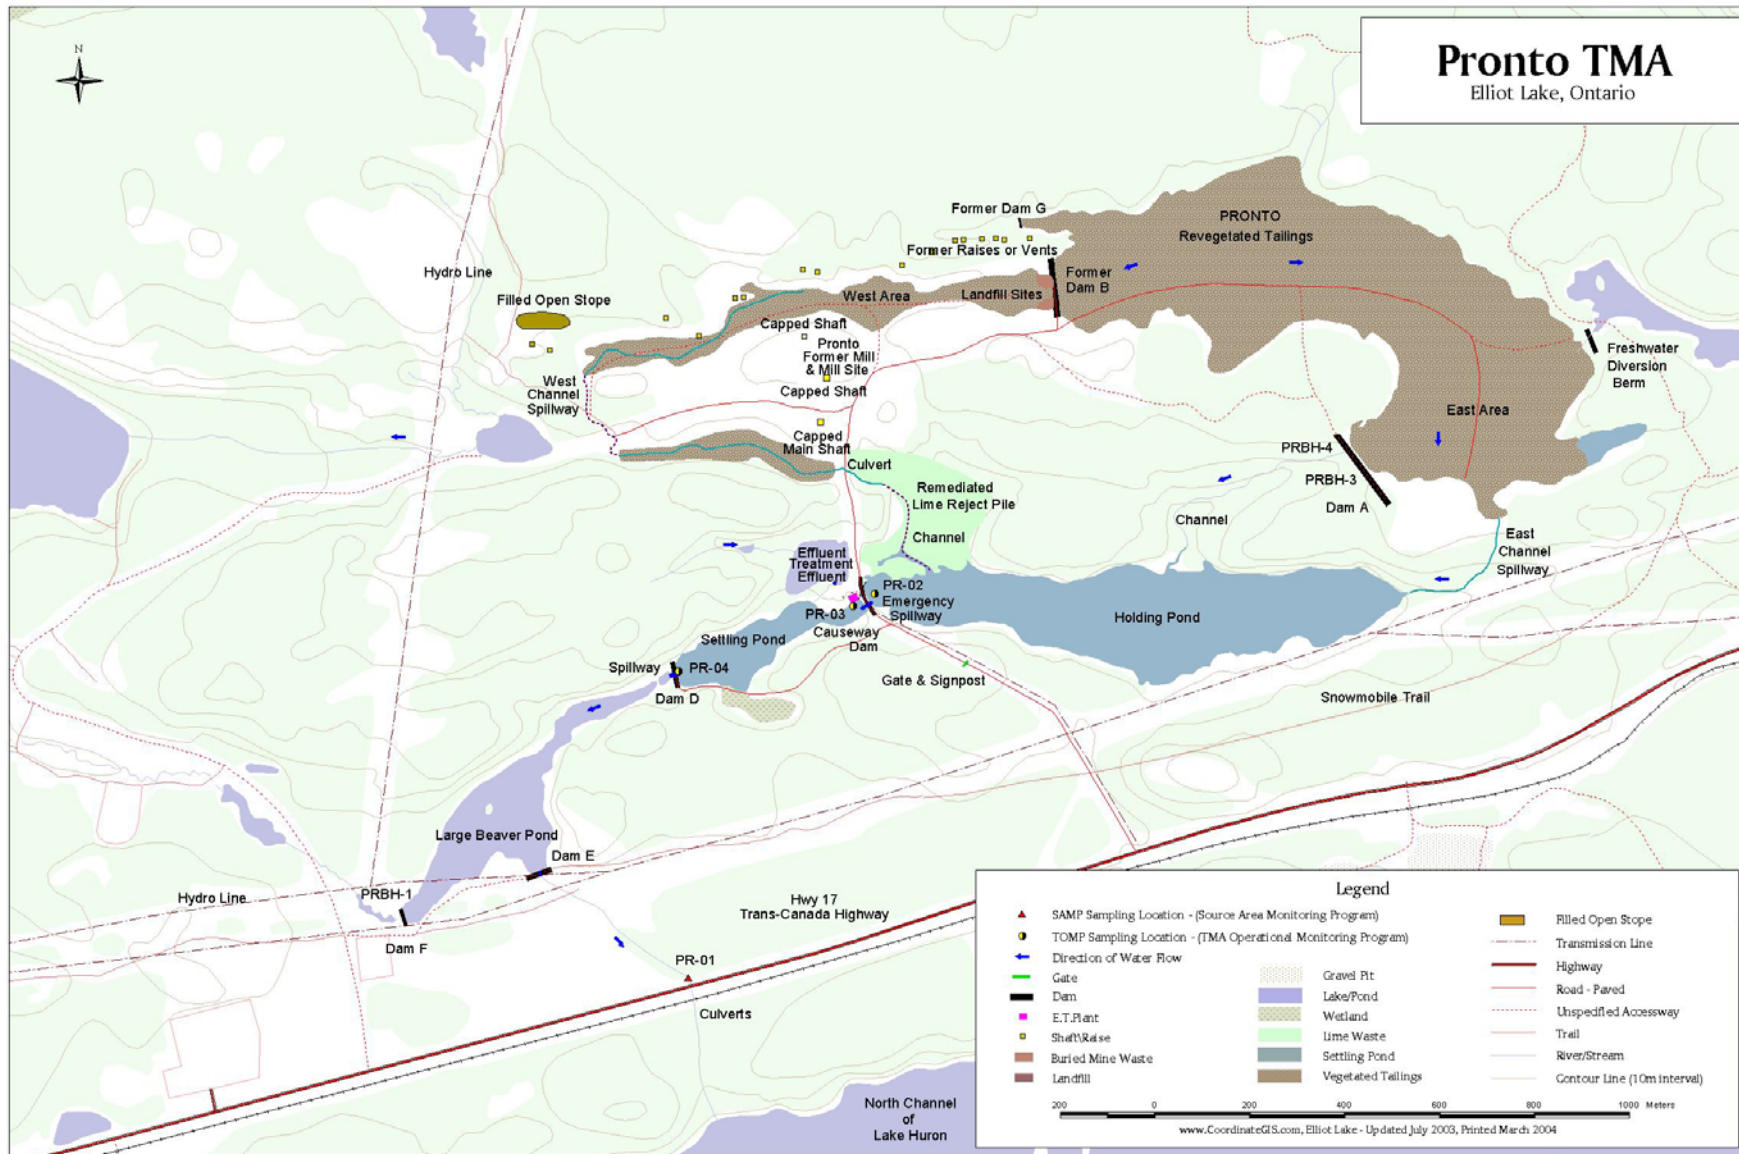 Pronto TMA
Elliot Lake, Ontario
N
Former Dam G
PRONTO
Revegetated Tailings
Former Raises or Vents
Hydro Line
Former
Dam B
Filled Open Stope
West Area
Landfill Sites
Capped Shaft
Pronto
Former Mill
& Mill Site
Capped Shaft
Freshwater
Diversion
Berm
West
Channel
Spillway
East Area
Capped
Main Shaft
Culvert
PRBH-4
PRBH-3
Dam A
Remediated
Lime Reject Pile
Channel
Channel
East
Channel
Spillway
Effluent
Treatment
Effluent
PR-02
Emergency
Spillway
PR-03
Causeway
Dam
Holding Pond
Settling Pond
Spillway
PR-04
Dam D
Gate & Signpost
Snowmobile Trail
Large Beaver Pond
Dam E
PRBH-1
Hydro Line
Dam F
Hwy 17
Trans-Canada Highway
PR-01
Culverts
North Channel
of
Lake Huron
Legend
SAMP Sampling Location - (Source Area Monitoring Program)
TOMP Sampling Location - (TMA Operational Monitoring Program)
Direction of Water Flow
Gate
Dam
E.T.Plant
Shaft\Raise
Buried Mine Waste
Landfill
Gravel Pit
Lake/Pond
Wetland
Lime Waste
Settling Pond
Vegetated Tailings
Filled Open Stope
Transmission Line
Highway
Road - Paved
Unspecified Accessway
Trail
River/Stream
Contour Line (10m interval)
200 0 200 400 600 800 1000 Meters
www.CoordinateGIS.com, Elliot Lake - Updated July 2003, Printed March 2004